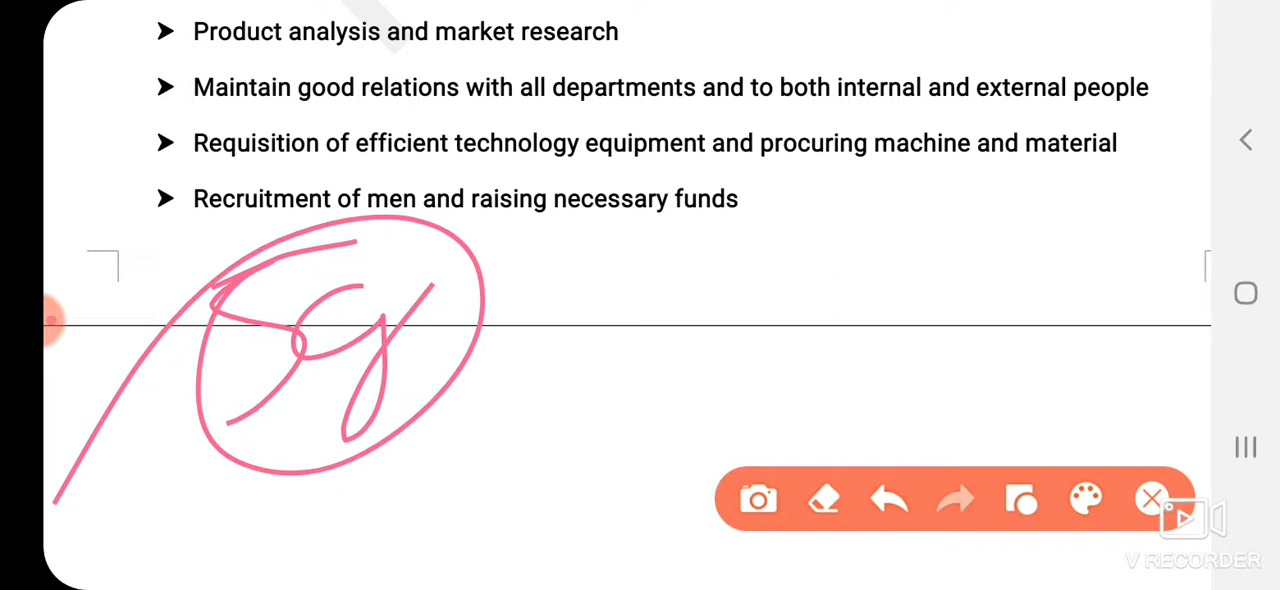 ➤ Product analysis and market research
➤ Maintain good relations with all departments and to both internal and external people
➤ Requisition of efficient technology equipment and procuring machine and material
➤ Recruitment of men and raising necessary funds
5g
V RECORDER